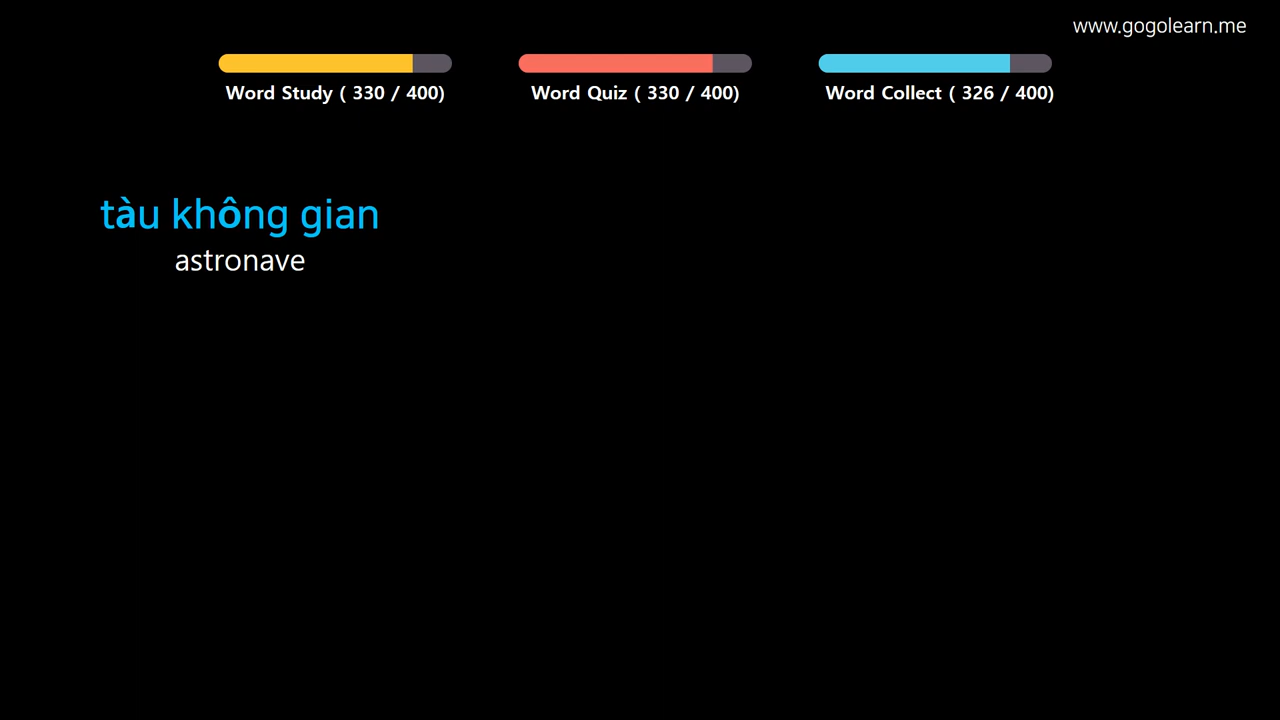 www.gogolearn.me
Word Study ( 330 / 400)
Word Quiz ( 330 / 400)
Word Collect ( 326 / 400)
tàu không gian
astronave